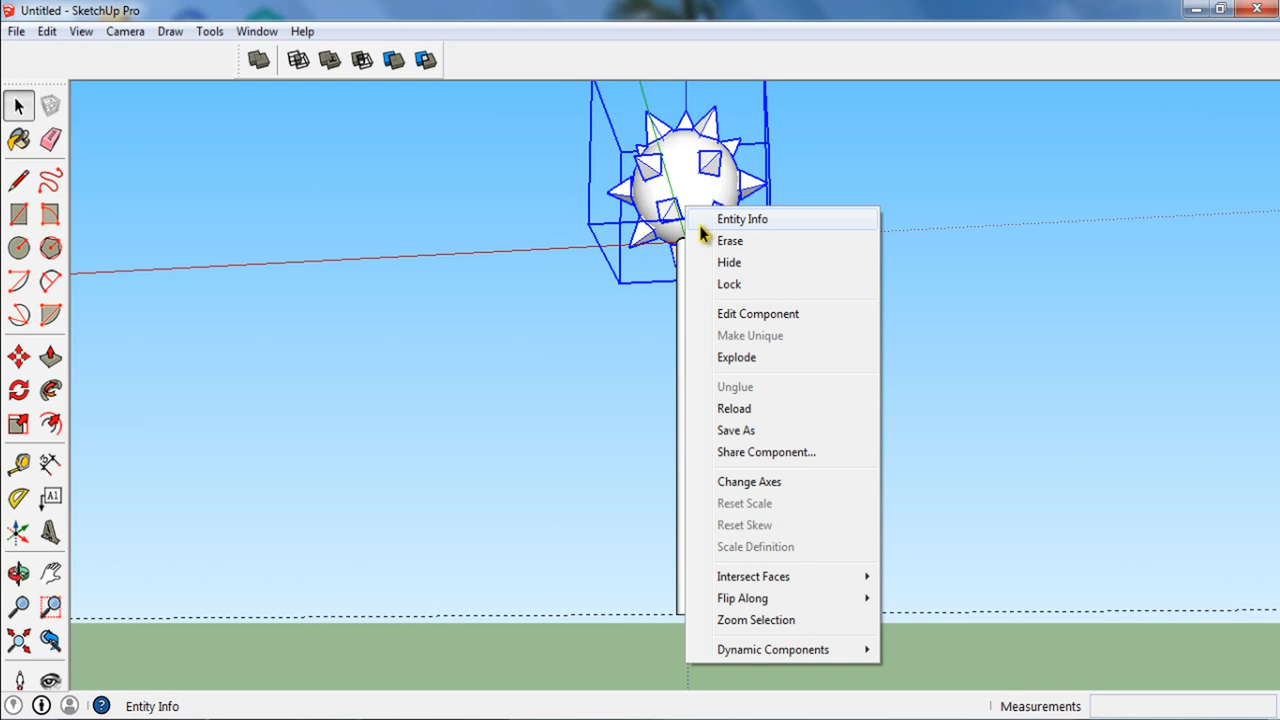 Untitled - SketchUp Pro
File Edit View Camera Draw Tools Window Help
Entity Info
Erase
Hide
Lock
Edit Component
Make Unique
Explode
Unglue
Reload
Save As
Share Component...
Change Axes
Reset Scale
Reset Skew
Scale Definition
Intersect Faces
Flip Along
Zoom Selection
Dynamic Components
A1
Entity Info
Measurements